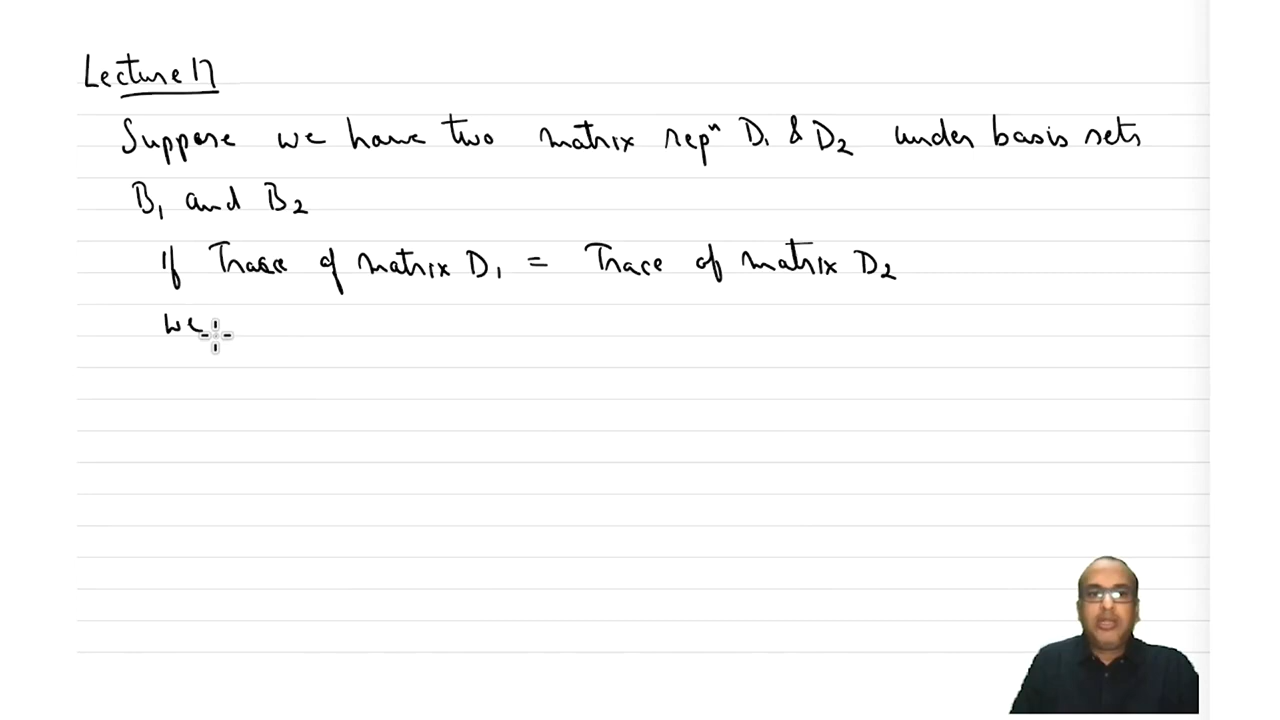 Lecture 17
Suppose we have two matrix repⁿ D₁ & D₂ under basis sets
B₁ and B₂
If Trace of matrix D₁ = Trace of matrix D₂
we